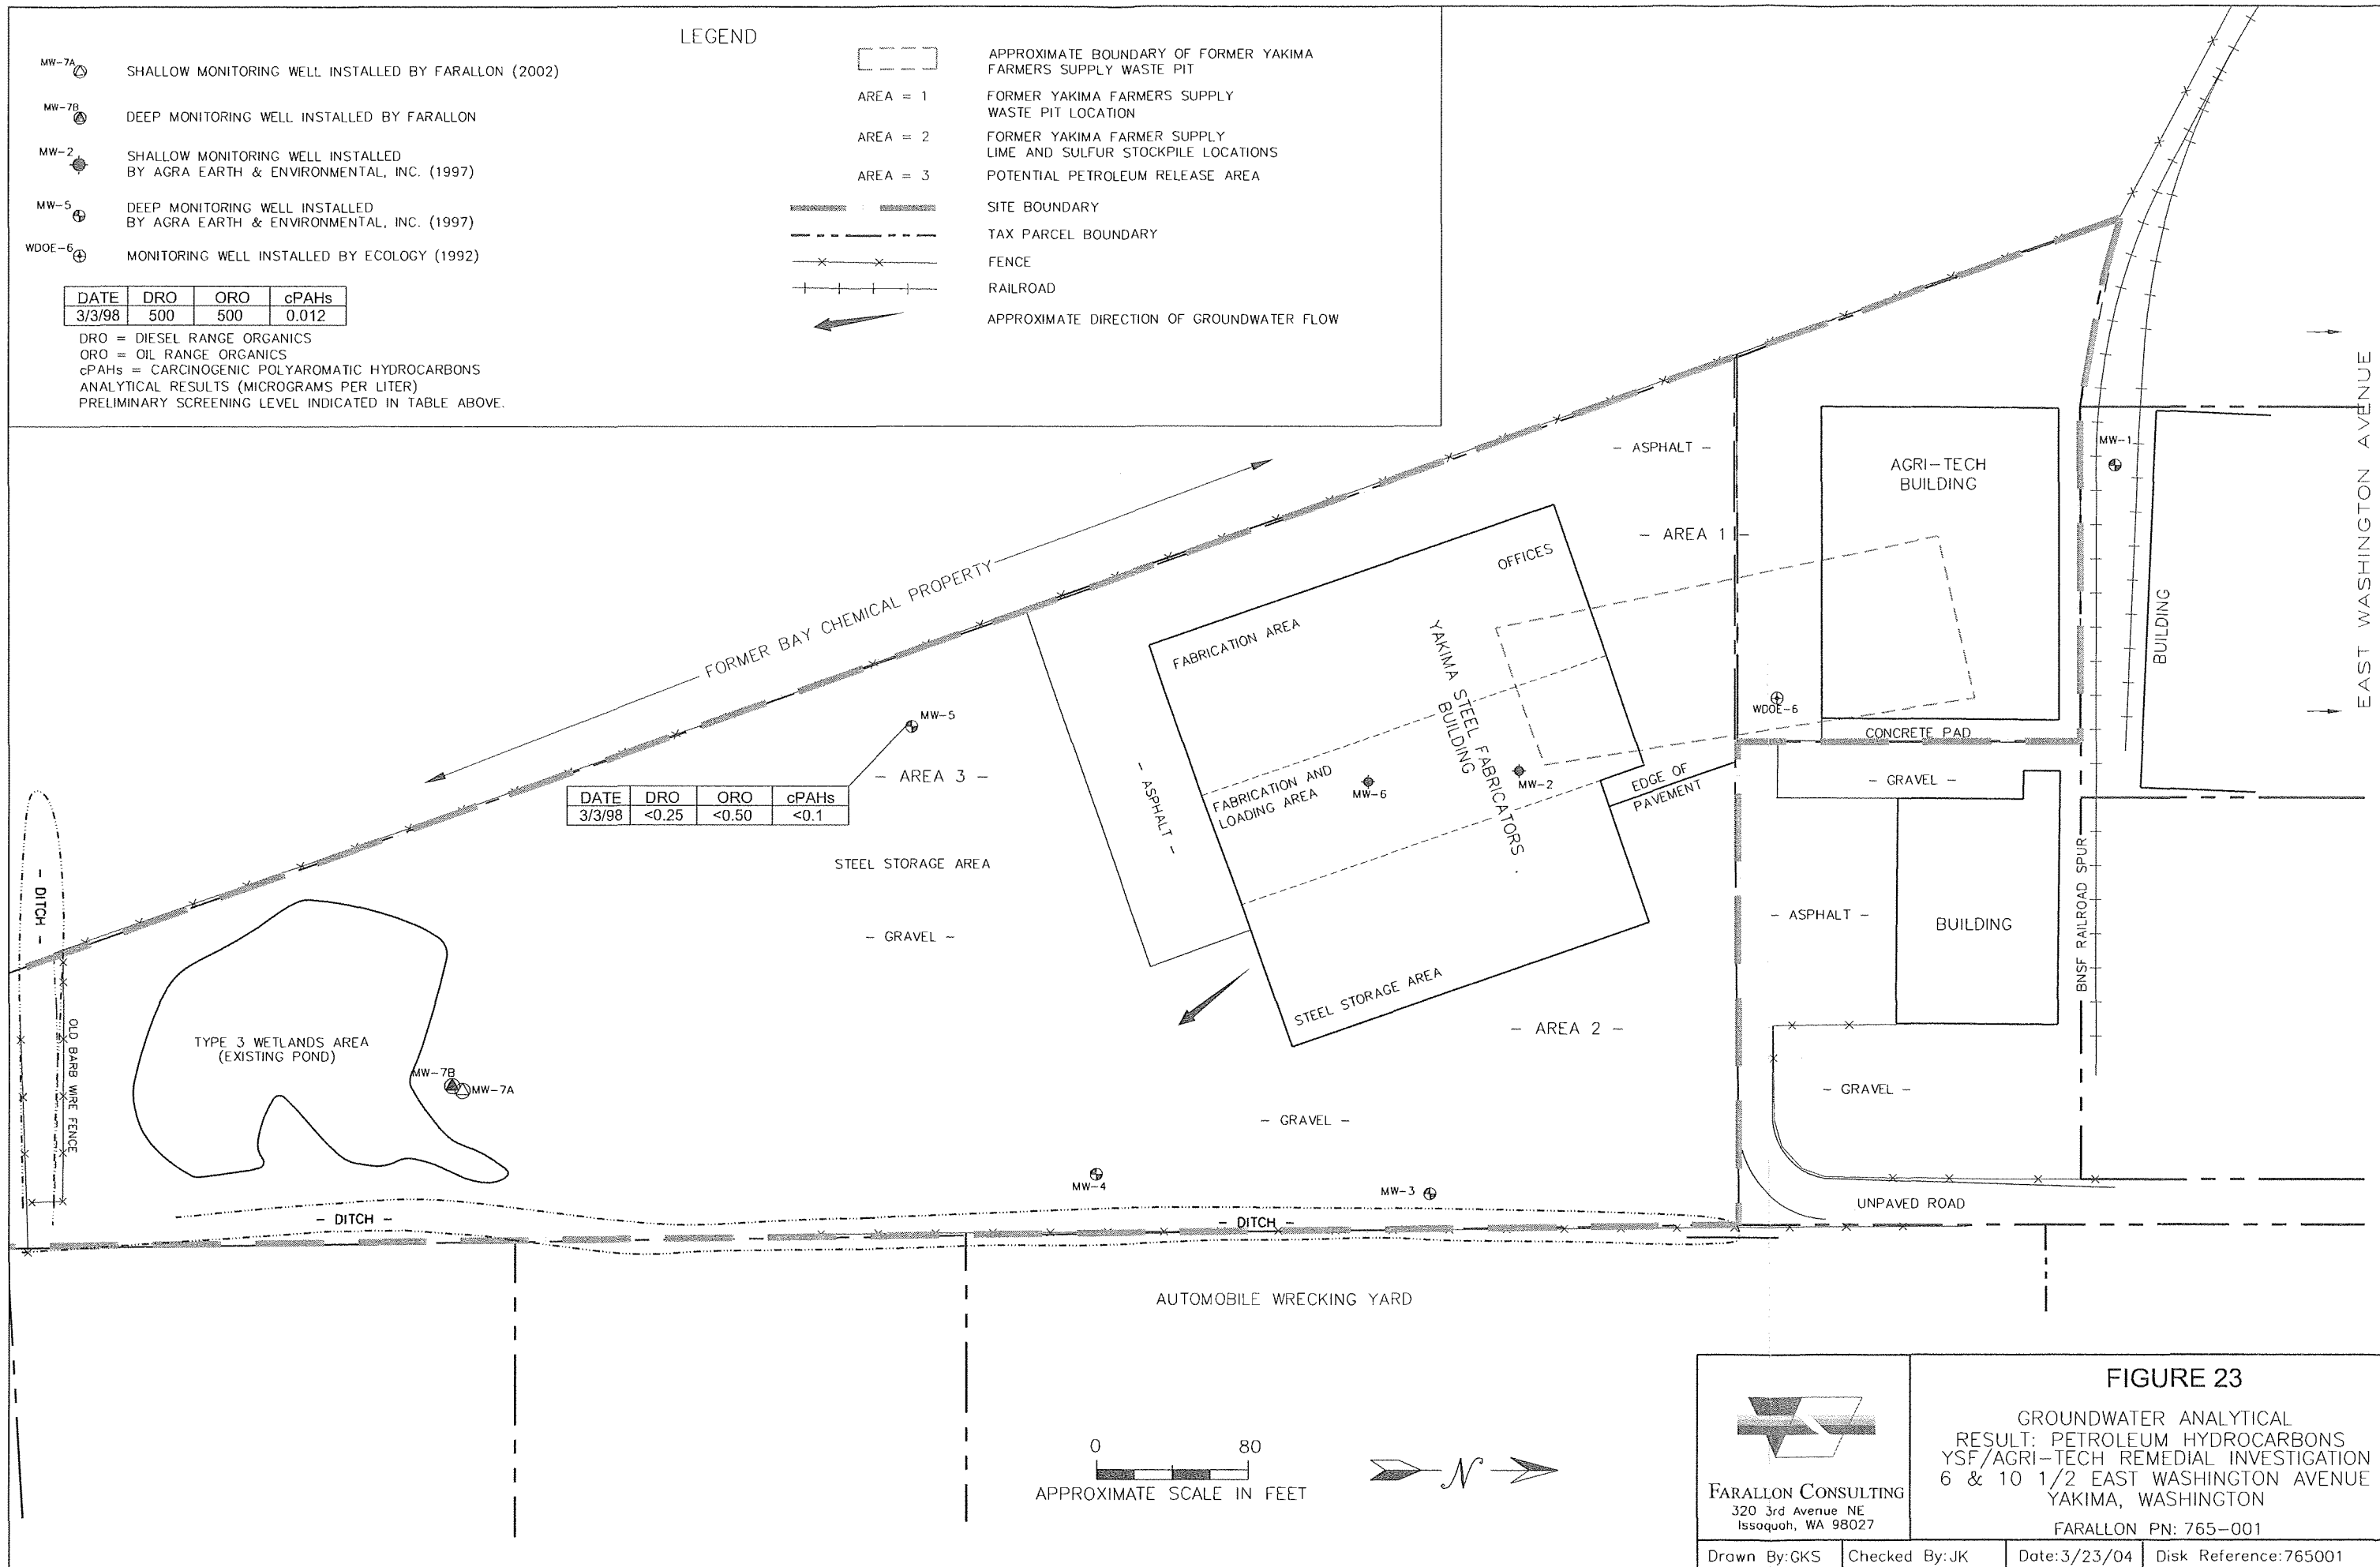 LEGEND
MW-7A
SHALLOW MONITORING WELL INSTALLED BY FARALLON (2002)
MW-7B
DEEP MONITORING WELL INSTALLED BY FARALLON
MW-2
SHALLOW MONITORING WELL INSTALLED
BY AGRA EARTH & ENVIRONMENTAL, INC. (1997)
MW-5
DEEP MONITORING WELL INSTALLED
BY AGRA EARTH & ENVIRONMENTAL, INC. (1997)
WDOE-6
MONITORING WELL INSTALLED BY ECOLOGY (1992)
DATE DRO ORO cPAHs
3/3/98 500 500 0.012
DRO = DIESEL RANGE ORGANICS
ORO = OIL RANGE ORGANICS
cPAHs = CARCINOGENIC POLYAROMATIC HYDROCARBONS
ANALYTICAL RESULTS (MICROGRAMS PER LITER)
PRELIMINARY SCREENING LEVEL INDICATED IN TABLE ABOVE.
APPROXIMATE BOUNDARY OF FORMER YAKIMA
FARMERS SUPPLY WASTE PIT
AREA = 1 FORMER YAKIMA FARMERS SUPPLY
WASTE PIT LOCATION
AREA = 2 FORMER YAKIMA FARMER SUPPLY
LIME AND SULFUR STOCKPILE LOCATIONS
AREA = 3 POTENTIAL PETROLEUM RELEASE AREA
SITE BOUNDARY
TAX PARCEL BOUNDARY
FENCE
RAILROAD
APPROXIMATE DIRECTION OF GROUNDWATER FLOW
- ASPHALT -
AGRI-TECH
BUILDING
MW-1
EAST WASHINGTON AVENUE
- AREA 1 -
OFFICES
FORMER BAY CHEMICAL PROPERTY
FABRICATION AREA
YAKIMA STEEL FABRICATORS
BUILDING
BUILDING
WDOE-6
CONCRETE PAD
MW-5
- AREA 3 -
DATE DRO ORO cPAHs
3/3/98 <0.25 <0.50 <0.1
- ASPHALT -
FABRICATION AND
LOADING AREA
MW-6
MW-2
EDGE OF
PAVEMENT
- GRAVEL -
STEEL STORAGE AREA
- DITCH -
- GRAVEL -
- ASPHALT -
BUILDING
BNSF RAILROAD SPUR
STEEL STORAGE AREA
- AREA 2 -
OLD BARB WIRE FENCE
TYPE 3 WETLANDS AREA
(EXISTING POND)
MW-7B
MW-7A
- GRAVEL -
- GRAVEL -
MW-4
MW-3
- DITCH -
- DITCH -
UNPAVED ROAD
AUTOMOBILE WRECKING YARD
0 80
APPROXIMATE SCALE IN FEET
N
FARALLON CONSULTING
320 3rd Avenue NE
Issaquah, WA 98027
FIGURE 23
GROUNDWATER ANALYTICAL
RESULT: PETROLEUM HYDROCARBONS
YSF/AGRI-TECH REMEDIAL INVESTIGATION
6 & 10 1/2 EAST WASHINGTON AVENUE
YAKIMA, WASHINGTON
FARALLON PN: 765-001
Drawn By:GKS Checked By:JK Date:3/23/04 Disk Reference:765001